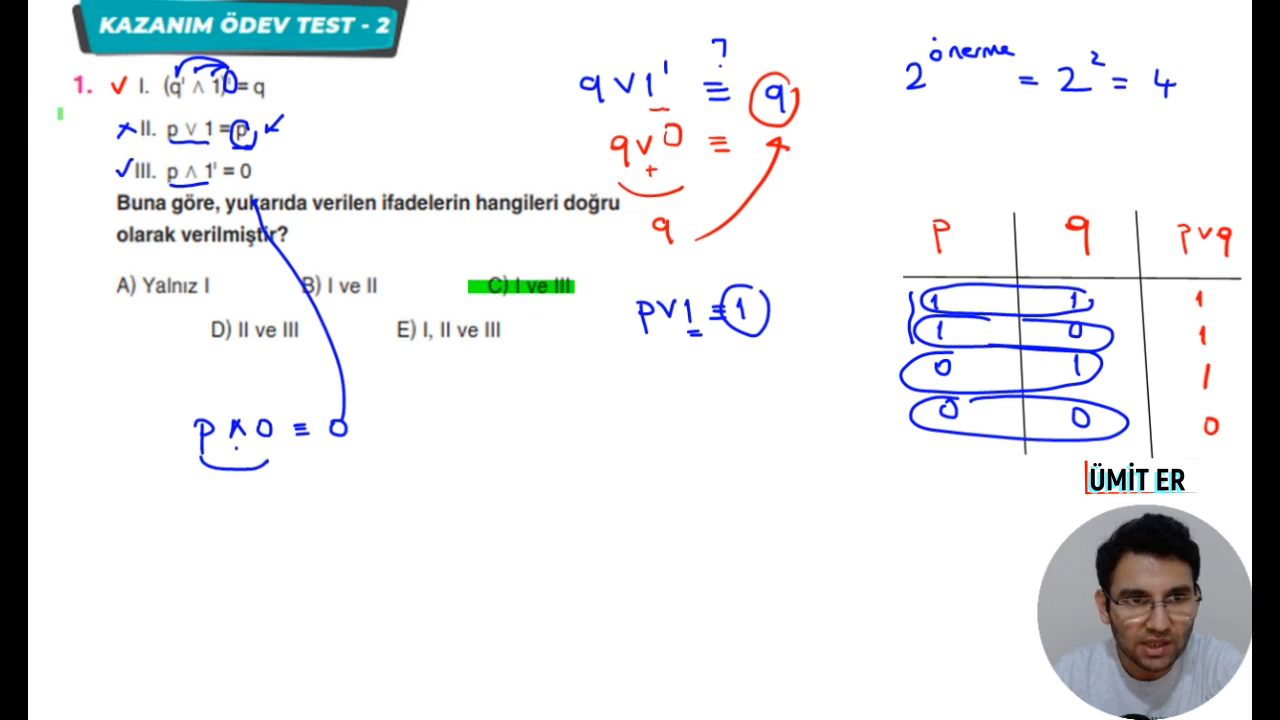 KAZANIM ÖDEV TEST - 2
1. ✓ I. (q' ∧ 1)' = q
✗ II. p ∨ 1 = p
✓ III. p ∧ 1' = 0
Buna göre, yukarıda verilen ifadelerin hangileri doğru
olarak verilmiştir?
A) Yalnız I B) I ve II C) I ve III
D) II ve III E) I, II ve III
p ∧ 0 ≡ 0
?
q ∨ 1' ≡ q
q ∨ 0 ≡
+
q
p ∨ 1 ≡ 1
2^önerme = 2^2 = 4
p q p∨q
1 1 1
1 0 1
0 1 1
0 0 0
ÜMİT ER